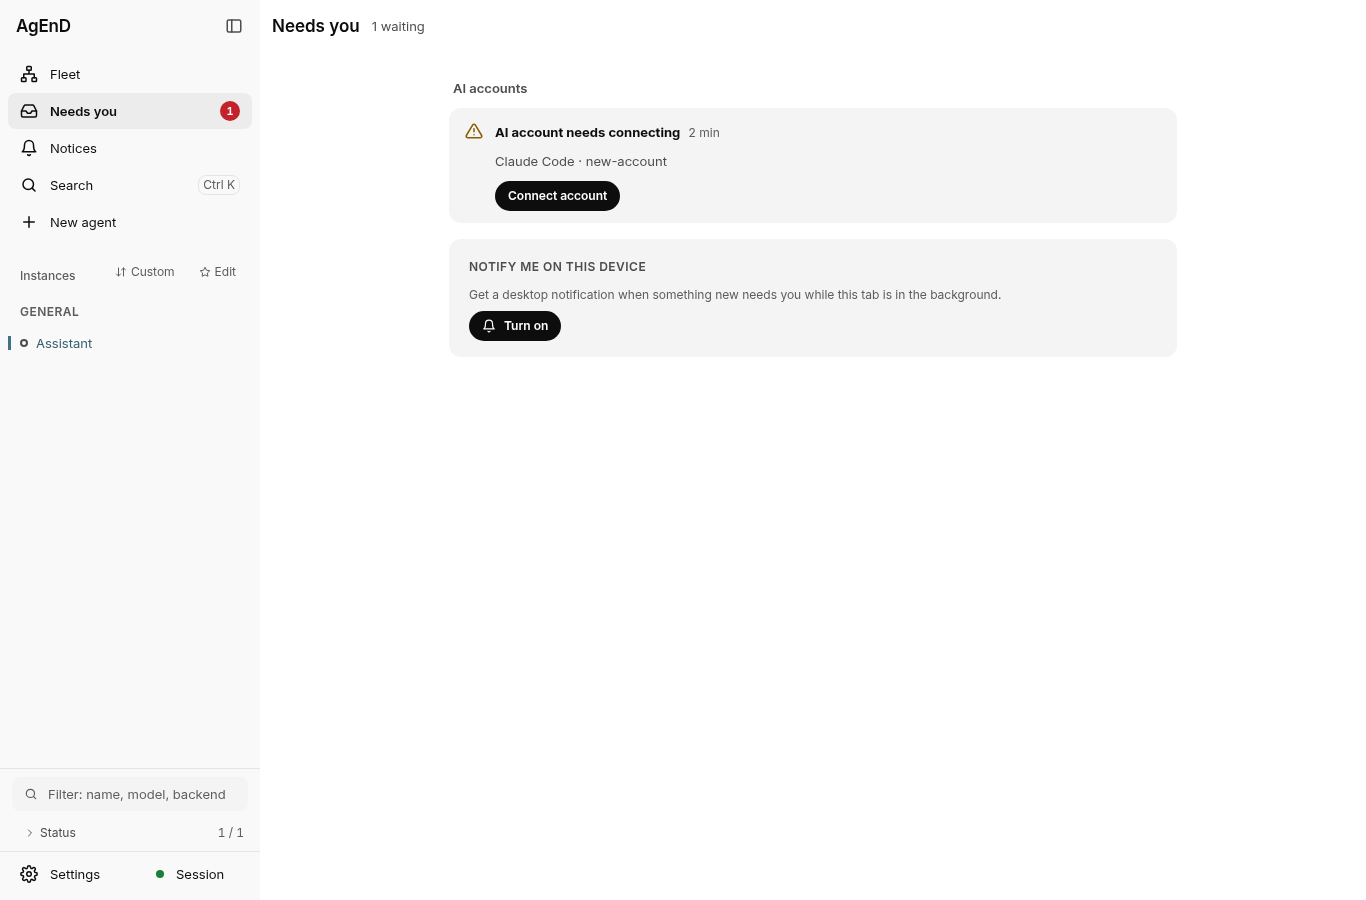 AgEnD
Fleet
Needs you 1
Notices
Search Ctrl K
New agent
Instances Custom Edit
GENERAL
Assistant
Filter: name, model, backend
Status 1 / 1
Settings Session
Needs you 1 waiting
AI accounts
AI account needs connecting 2 min
Claude Code · new-account
Connect account
NOTIFY ME ON THIS DEVICE
Get a desktop notification when something new needs you while this tab is in the background.
Turn on